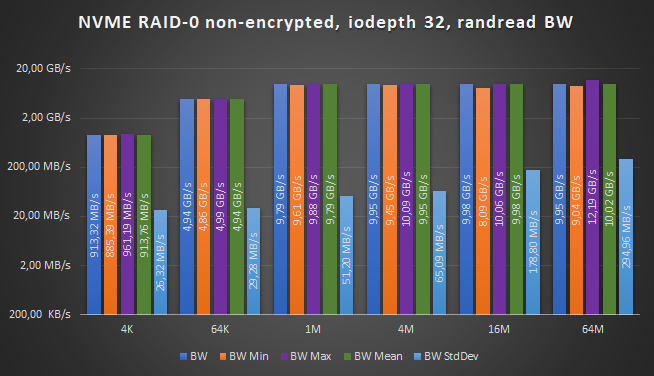 NVME RAID-0 non-encrypted, iodepth 32, randread BW
20,00 GB/s
2,00 GB/s
200,00 MB/s
20,00 MB/s
2,00 MB/s
200,00 KB/s
913,32 MB/s
885,39 MB/s
961,19 MB/s
913,76 MB/s
26,32 MB/s
4,94 GB/s
4,86 GB/s
4,99 GB/s
4,94 GB/s
29,28 MB/s
9,79 GB/s
9,61 GB/s
9,88 GB/s
9,79 GB/s
51,20 MB/s
9,95 GB/s
9,45 GB/s
10,09 GB/s
9,95 GB/s
65,09 MB/s
9,98 GB/s
8,09 GB/s
10,06 GB/s
9,98 GB/s
178,80 MB/s
9,95 GB/s
9,04 GB/s
12,19 GB/s
10,02 GB/s
294,96 MB/s
4K 64K 1M 4M 16M 64M
BW BW Min BW Max BW Mean BW StdDev